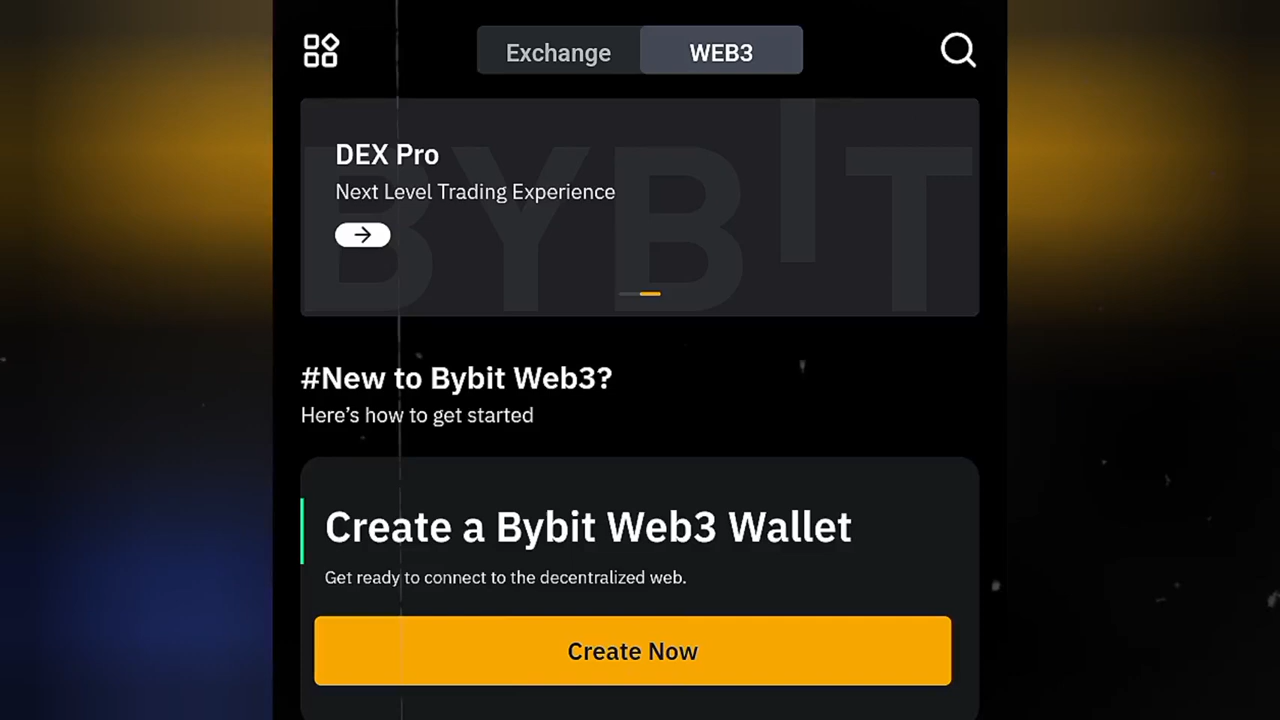 Exchange WEB3
BYBIT
DEX Pro
Next Level Trading Experience
#New to Bybit Web3?
Here's how to get started
Create a Bybit Web3 Wallet
Get ready to connect to the decentralized web.
Create Now